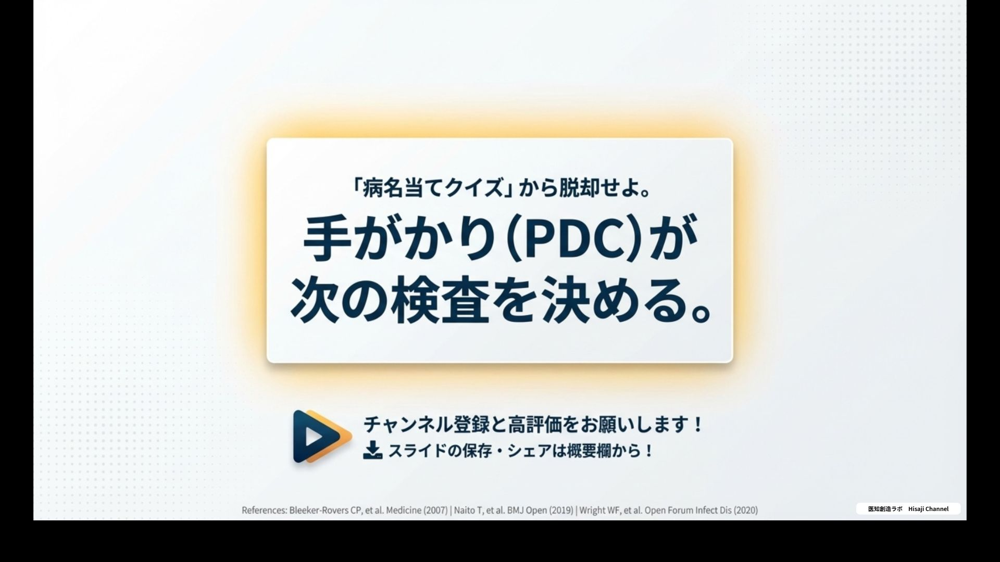 「病名当てクイズ」から脱却せよ。
手がかり（PDC）が
次の検査を決める。
チャンネル登録と高評価をお願いします！
スライドの保存・シェアは概要欄から！
References: Bleeker-Rovers CP, et al. Medicine (2007) | Naito T, et al. BMJ Open (2019) | Wright WF, et al. Open Forum Infect Dis (2020)
医知創造ラボ　Hisaji Channel